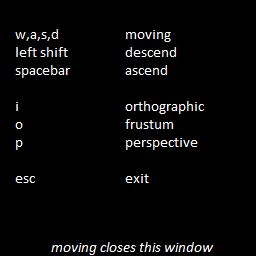 w,a,s,d moving
left shift descend
spacebar ascend
i orthographic
o frustum
p perspective
esc exit
moving closes this window